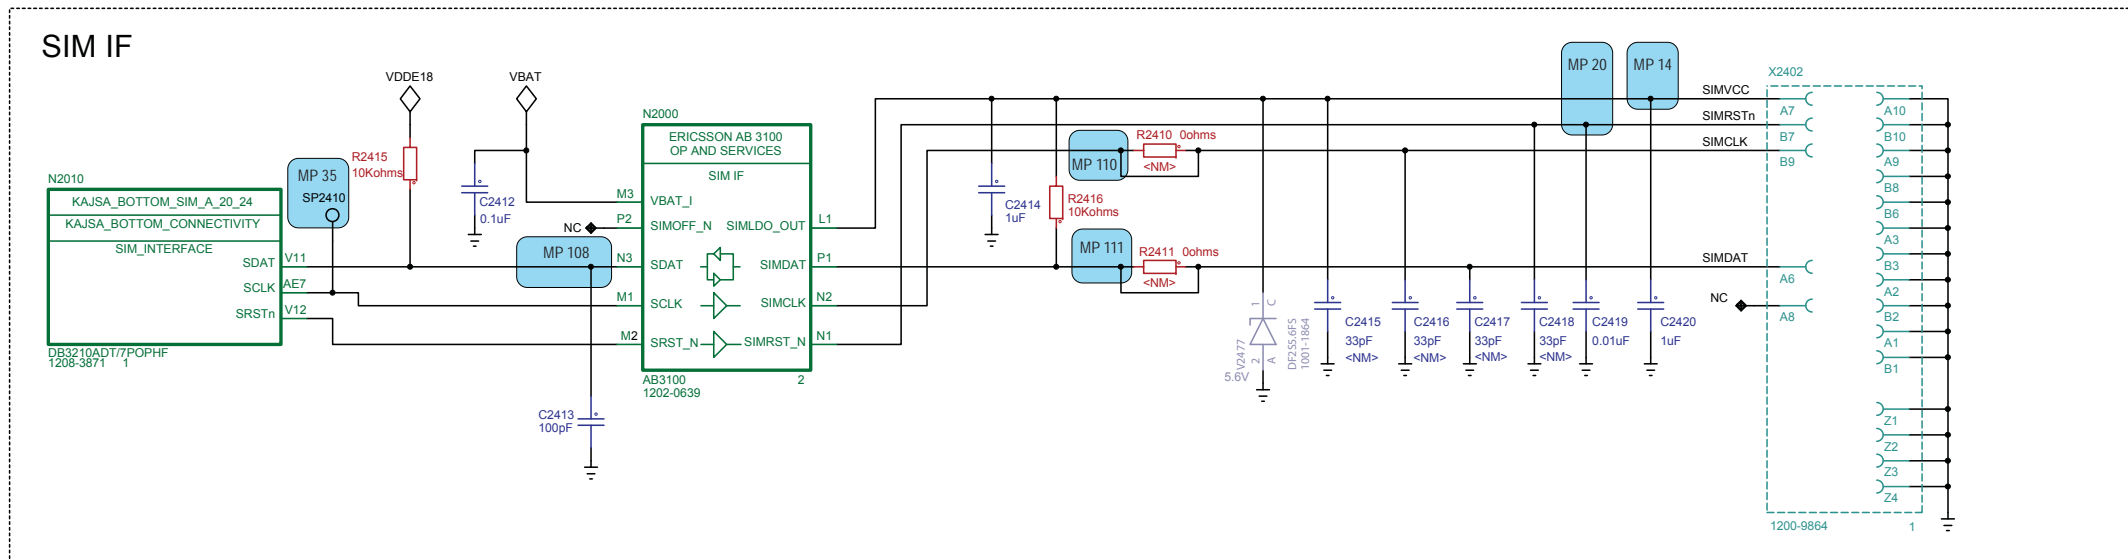 SIM IF
VDDE18
VBAT
MP 20
MP 14
X2402
N2000
ERICSSON AB 3100
OP AND SERVICES
SIM IF
SIMVCC
SIMRSTn
SIMCLK
A7
B7
B9
A10
B10
A9
B8
B6
A3
B3
A2
B2
A1
B1
Z1
Z2
Z3
Z4
R2410 0ohms
<NM>
MP 110
R2415
10Kohms
MP 35
SP2410
N2010
KAJSA_BOTTOM_SIM_A_20_24
KAJSA_BOTTOM_CONNECTIVITY
SIM_INTERFACE
SDAT V11
SCLK AE7
SRSTn V12
DB3210ADT/7POPHF
1208-3871 1
C2412
0.1uF
NC
MP 108
M3 VBAT_I
P2 SIMOFF_N
SIMLDO_OUT L1
N3 SDAT
SIMDAT P1
M1 SCLK
SIMCLK N2
M2 SRST_N
SIMRST_N N1
AB3100 2
1202-0639
C2413
100pF
C2414
1uF
R2416
10Kohms
MP 111
R2411 0ohms
<NM>
SIMDAT
A6
NC
A8
1 C
V2477
2 A
5.6V
DF2S5.6FS
1001-1864
C2415
33pF
<NM>
C2416
33pF
<NM>
C2417
33pF
<NM>
C2418
33pF
<NM>
C2419
0.01uF
C2420
1uF
1200-9864 1